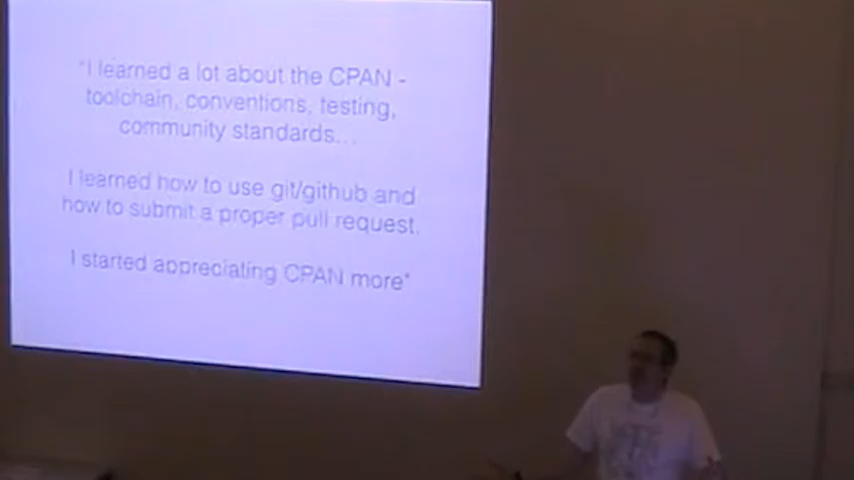 "I learned a lot about the CPAN -
toolchain, conventions, testing,
community standards...
I learned how to use git/github and
how to submit a proper pull request.
I started appreciating CPAN more"